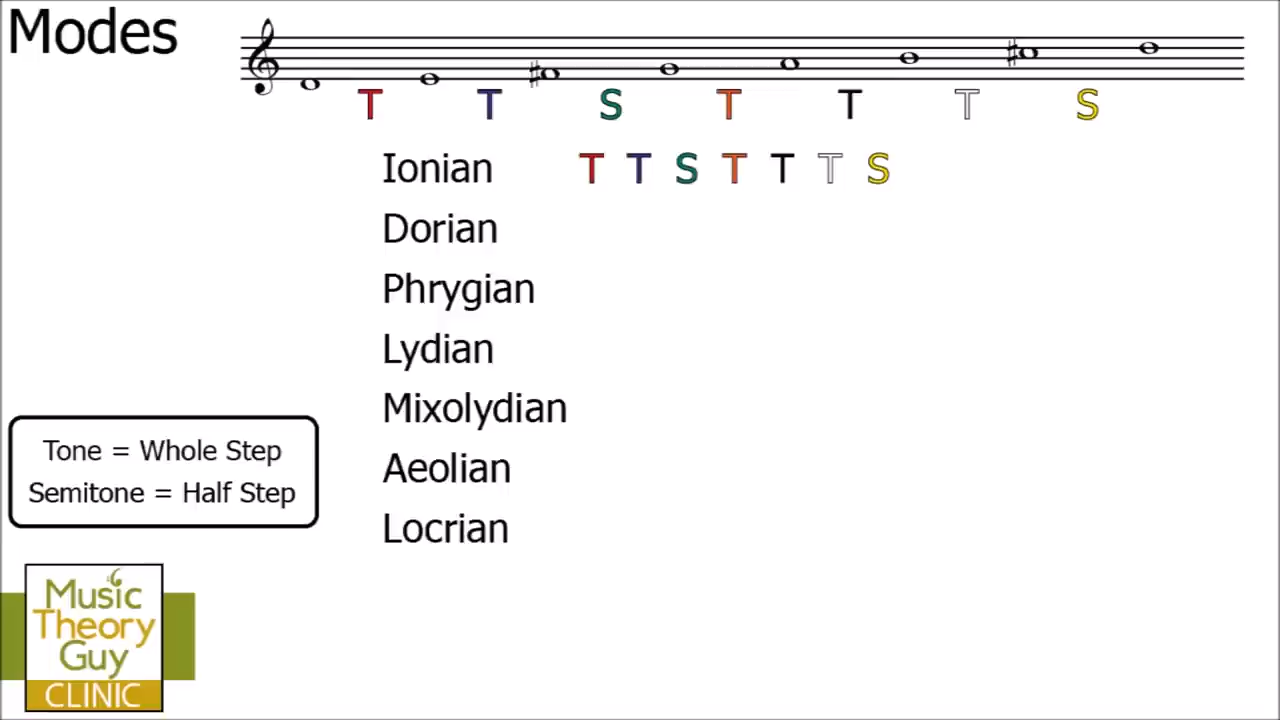 Modes
T T S T T T S
Ionian T T S T T T S
Dorian
Phrygian
Lydian
Mixolydian
Aeolian
Locrian
Tone = Whole Step
Semitone = Half Step
Music
Theory
Guy
CLINIC